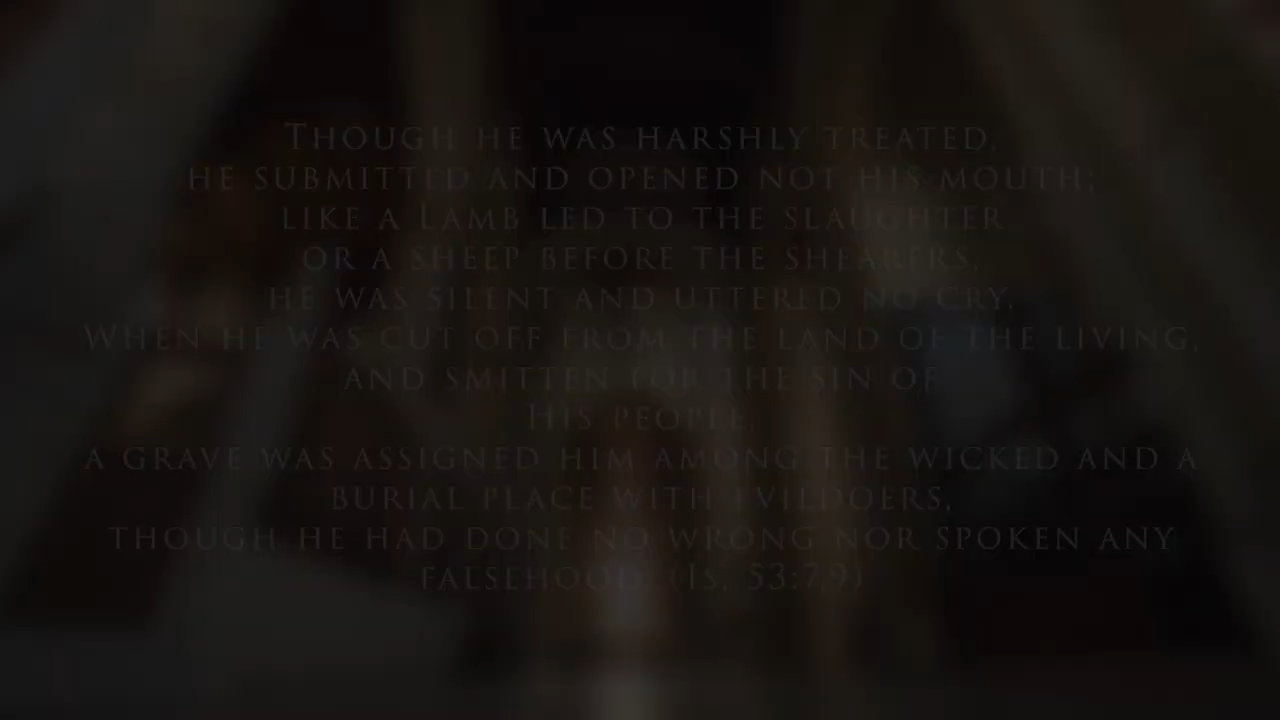 Though he was harshly treated,
he submitted and opened not his mouth;
like a Lamb led to the slaughter
or a sheep before the shearers,
he was silent and uttered no cry.
When he was cut off from the land of the living,
and smitten for the sin of
His people,
a grave was assigned him among the wicked and a
burial place with evildoers,
though he had done no wrong nor spoken any
falsehood. (Is. 53:7,9)